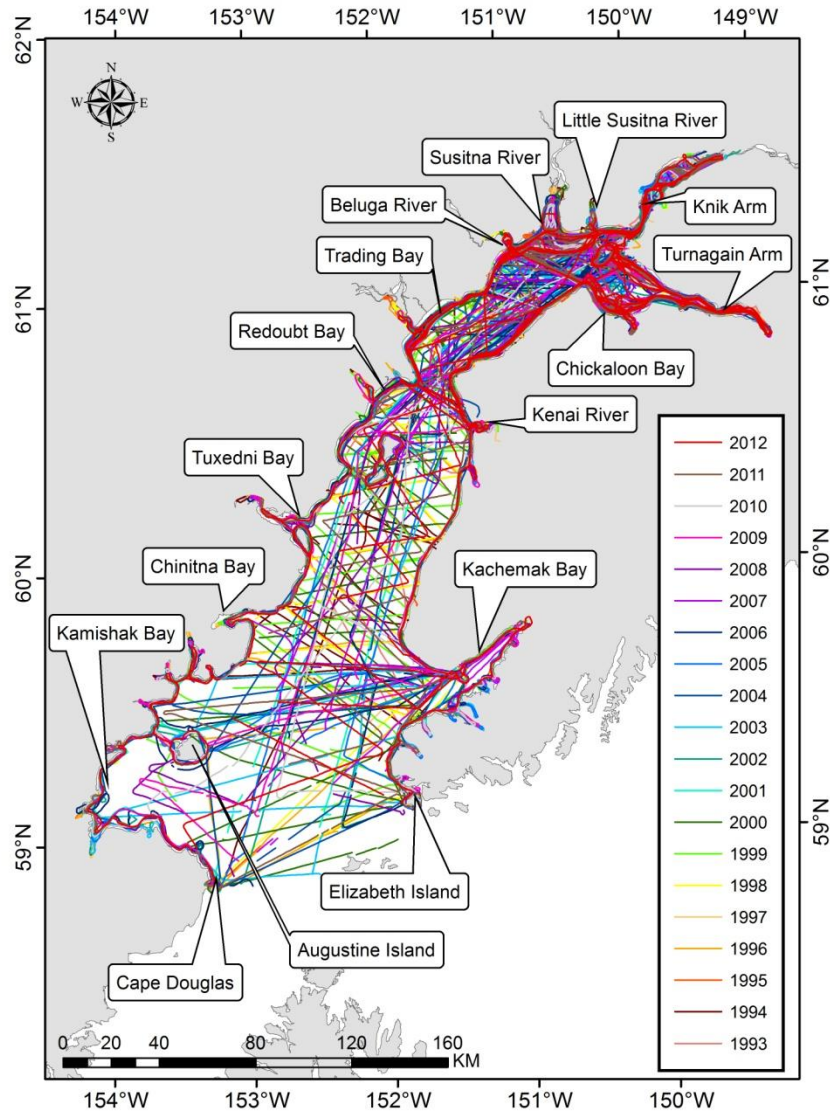 154°W 153°W 152°W 151°W 150°W 149°W
62°N
N
W E
S
Little Susitna River
Susitna River
Beluga River
Knik Arm
Trading Bay
Turnagain Arm
61°N
61°N
Redoubt Bay
Chickaloon Bay
Kenai River
Tuxedni Bay
60°N
60°N
Chinitna Bay
Kachemak Bay
Kamishak Bay
59°N
59°N
Elizabeth Island
Augustine Island
Cape Douglas
2012
2011
2010
2009
2008
2007
2006
2005
2004
2003
2002
2001
2000
1999
1998
1997
1996
1995
1994
1993
0 20 40 80 120 160
KM
154°W 153°W 152°W 151°W 150°W